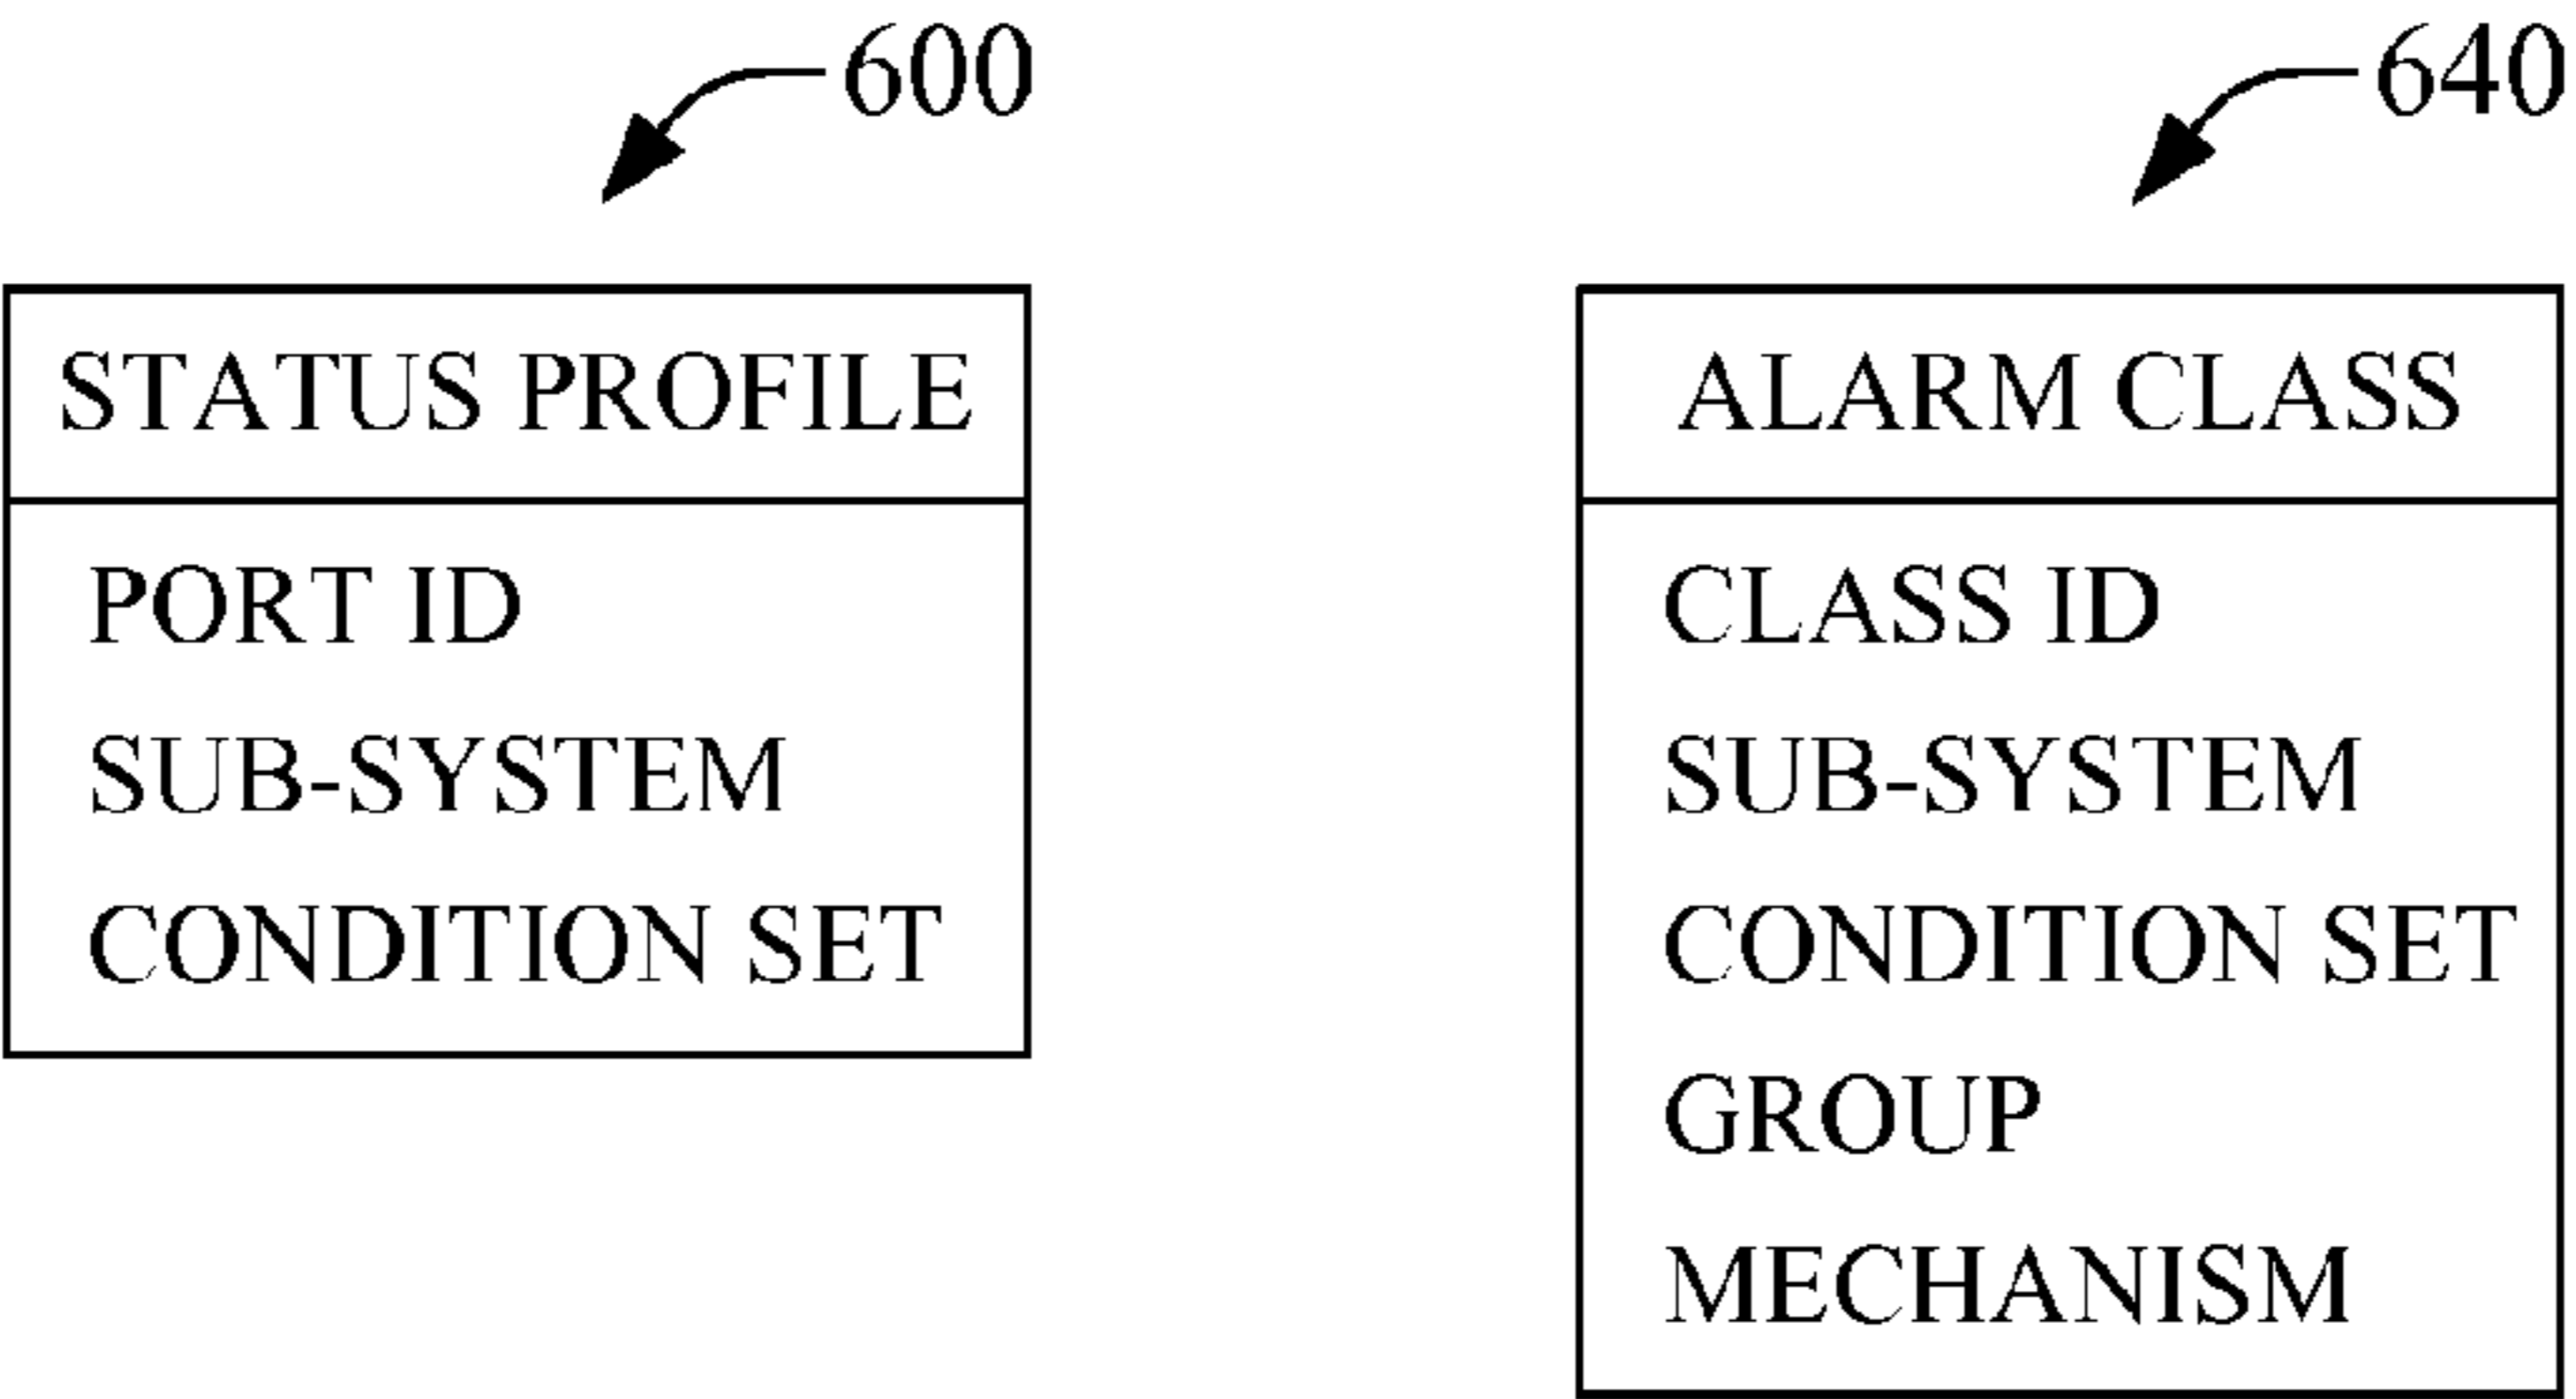 600
STATUS PROFILE
PORT ID
SUB-SYSTEM
CONDITION SET
640
ALARM CLASS
CLASS ID
SUB-SYSTEM
CONDITION SET
GROUP
MECHANISM